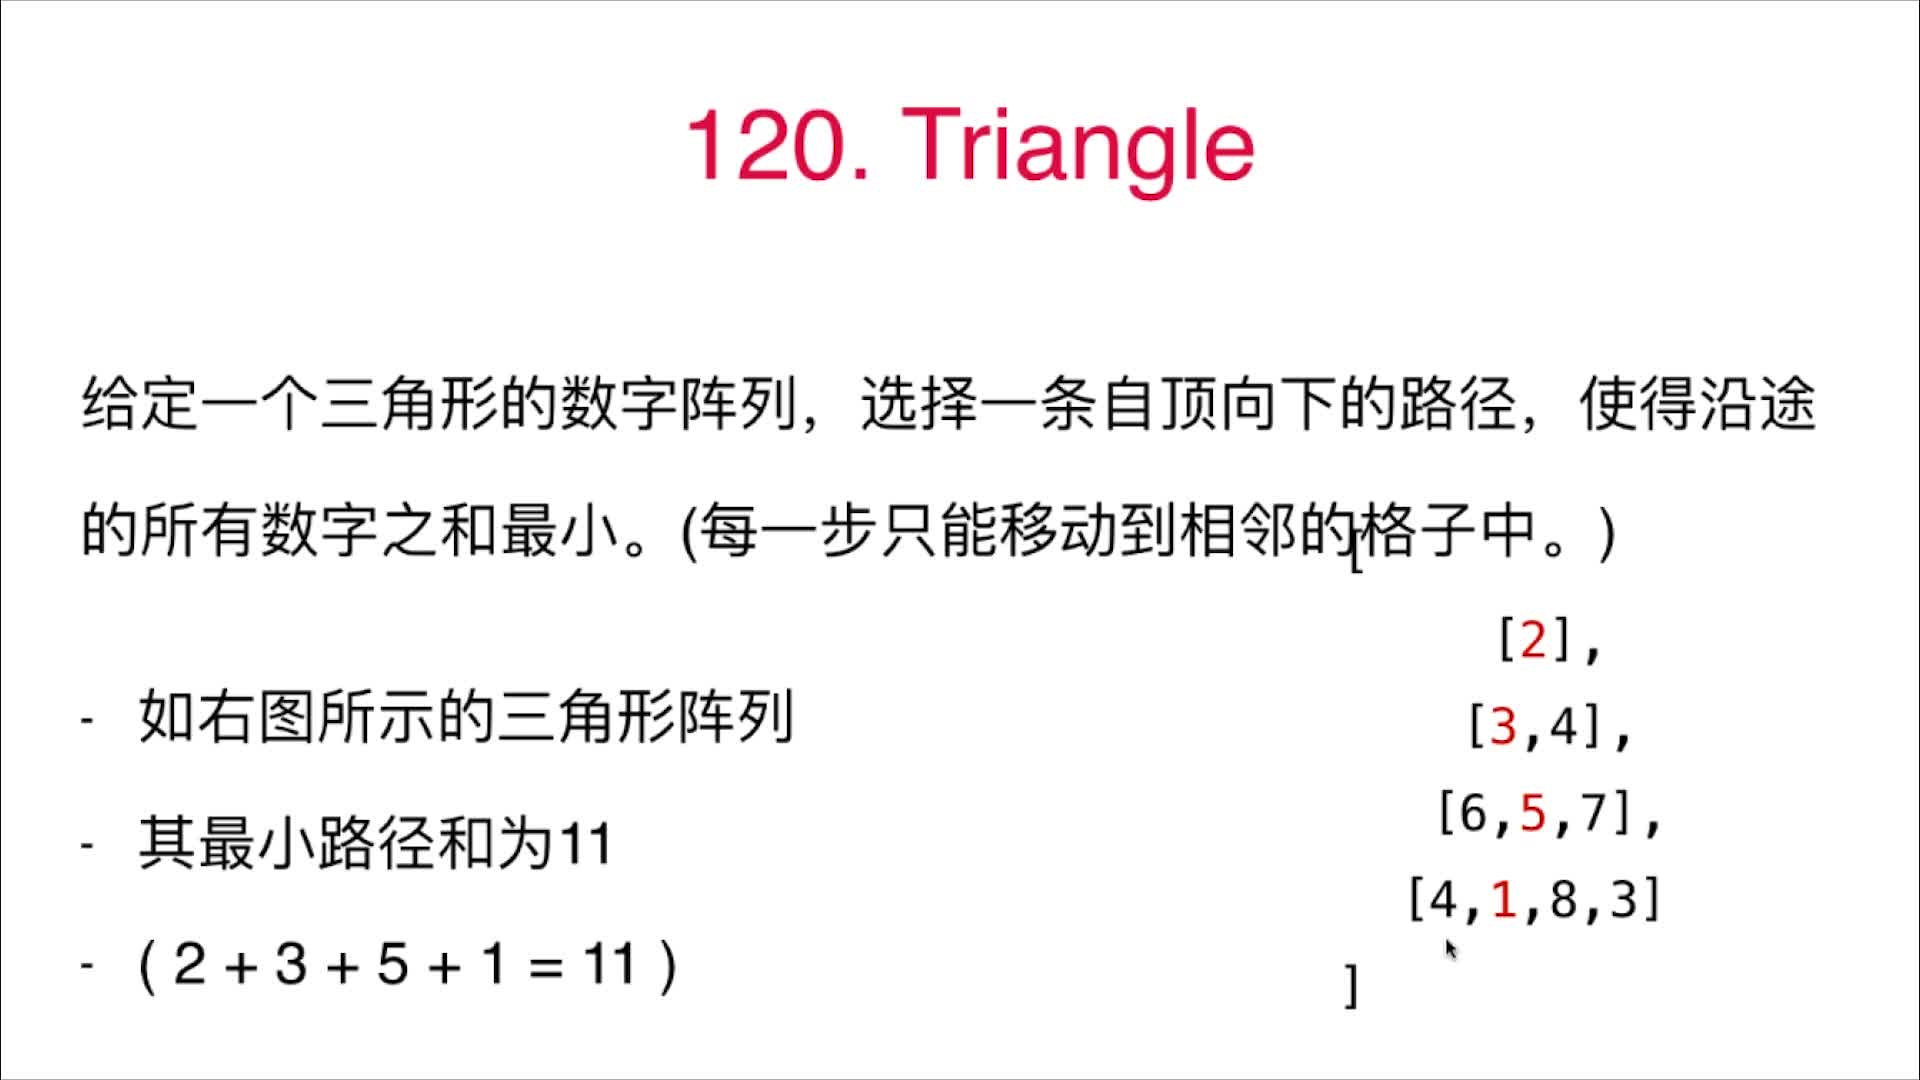 120. Triangle
给定一个三角形的数字阵列，选择一条自顶向下的路径，使得沿途
的所有数字之和最小。(每一步只能移动到相邻的格子中。)
[
[2],
- 如右图所示的三角形阵列
[3,4],
[6,5,7],
- 其最小路径和为11
[4,1,8,3]
- ( 2 + 3 + 5 + 1 = 11 )
]